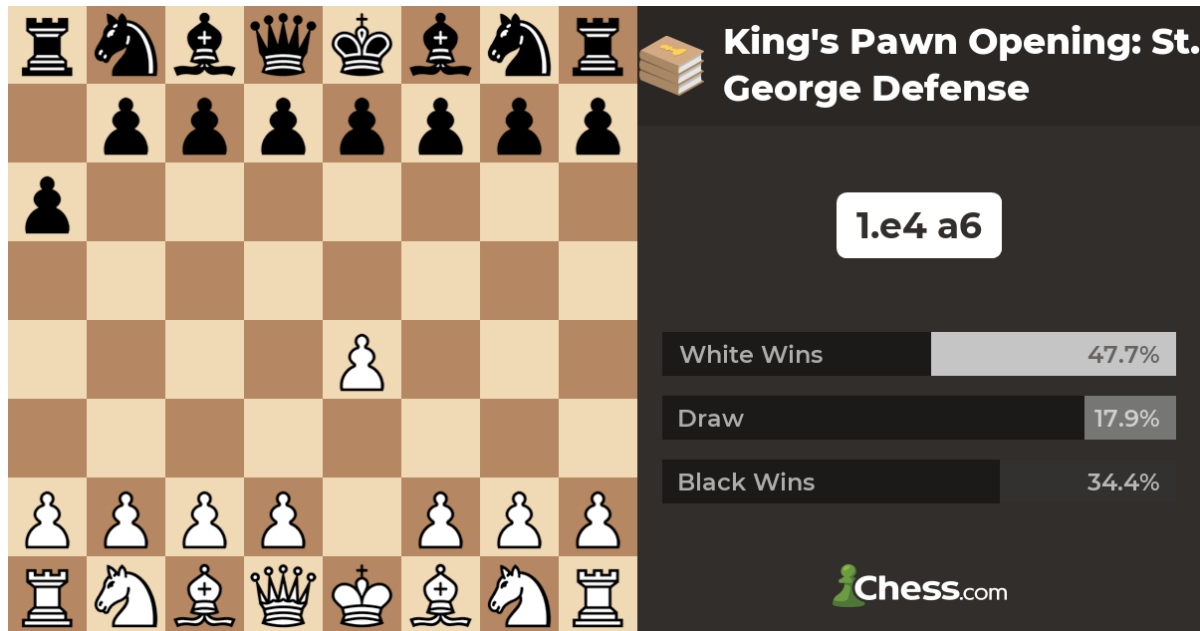 King's Pawn Opening: St.
George Defense
1.e4 a6
White Wins 47.7%
Draw 17.9%
Black Wins 34.4%
Chess.com